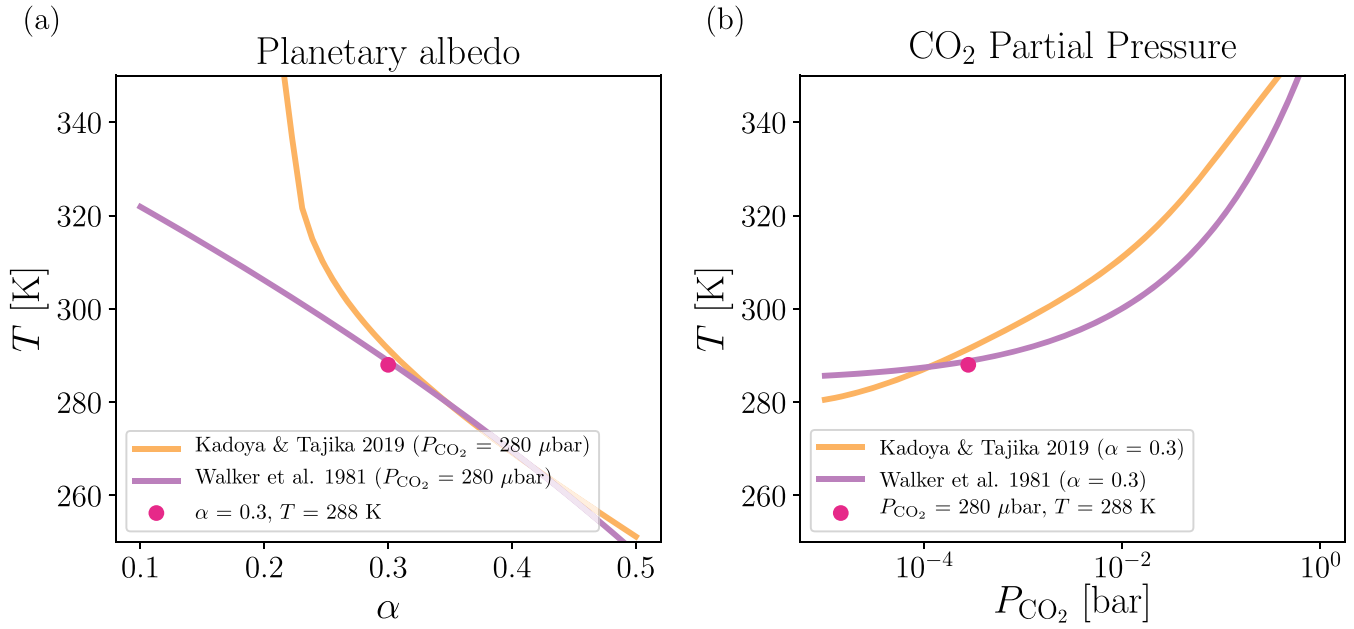 (a)
Planetary albedo
T [K]
340
320
300
280
260
Kadoya & Tajika 2019 (P_CO₂ = 280 μbar)
Walker et al. 1981 (P_CO₂ = 280 μbar)
α = 0.3, T = 288 K
0.1 0.2 0.3 0.4 0.5
α
(b)
CO₂ Partial Pressure
T [K]
340
320
300
280
260
Kadoya & Tajika 2019 (α = 0.3)
Walker et al. 1981 (α = 0.3)
P_CO₂ = 280 μbar, T = 288 K
10⁻⁴ 10⁻² 10⁰
P_CO₂ [bar]